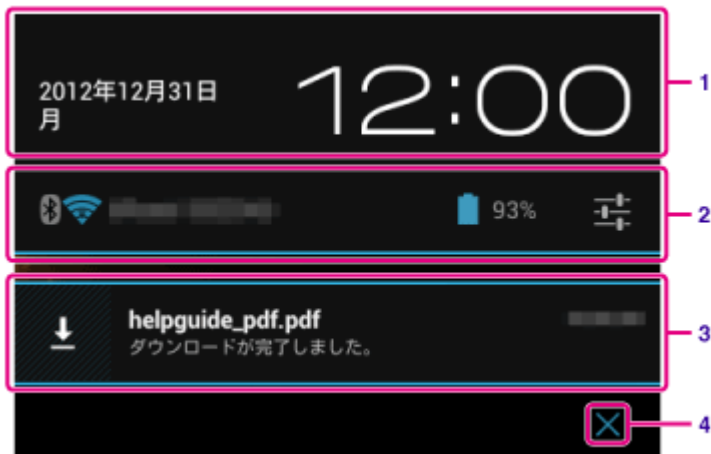 2012年12月31日
月
12:00
1
93%
2
helpguide_pdf.pdf
ダウンロードが完了しました。
3
4